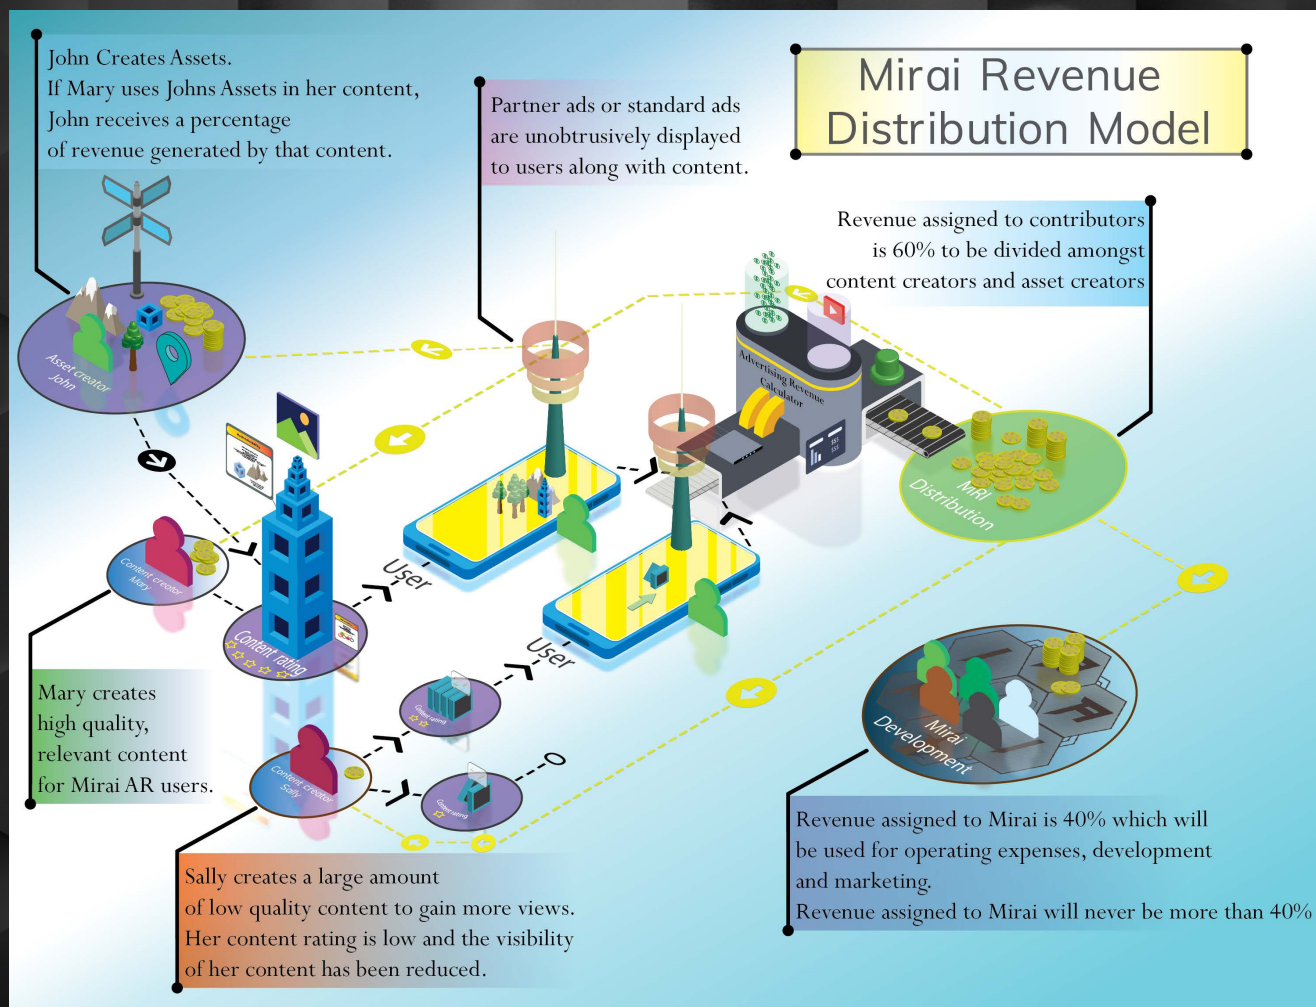 Mirai Revenue
Distribution Model
John Creates Assets.
If Mary uses Johns Assets in her content,
John receives a percentage
of revenue generated by that content.
Partner ads or standard ads
are unobtrusively displayed
to users along with content.
Revenue assigned to contributors
is 60% to be divided amongst
content creators and asset creators
Asset creator
John
Advertising Revenue
Calculator
MRI
Distribution
Content creator
Mary
Content rating
User
User
Content rating
Content rating
Content creator
Sally
Mirai
Development
Mary creates
high quality,
relevant content
for Mirai AR users.
Sally creates a large amount
of low quality content to gain more views.
Her content rating is low and the visibility
of her content has been reduced.
Revenue assigned to Mirai is 40% which will
be used for operating expenses, development
and marketing.
Revenue assigned to Mirai will never be more than 40%